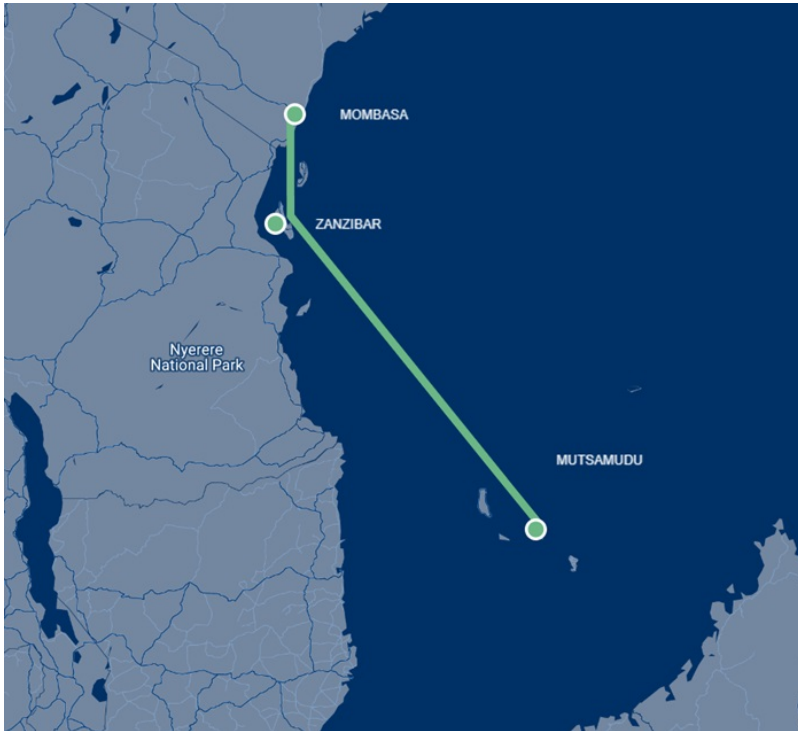 MOMBASA
ZANZIBAR
Nyerere
National Park
MUTSAMUDU